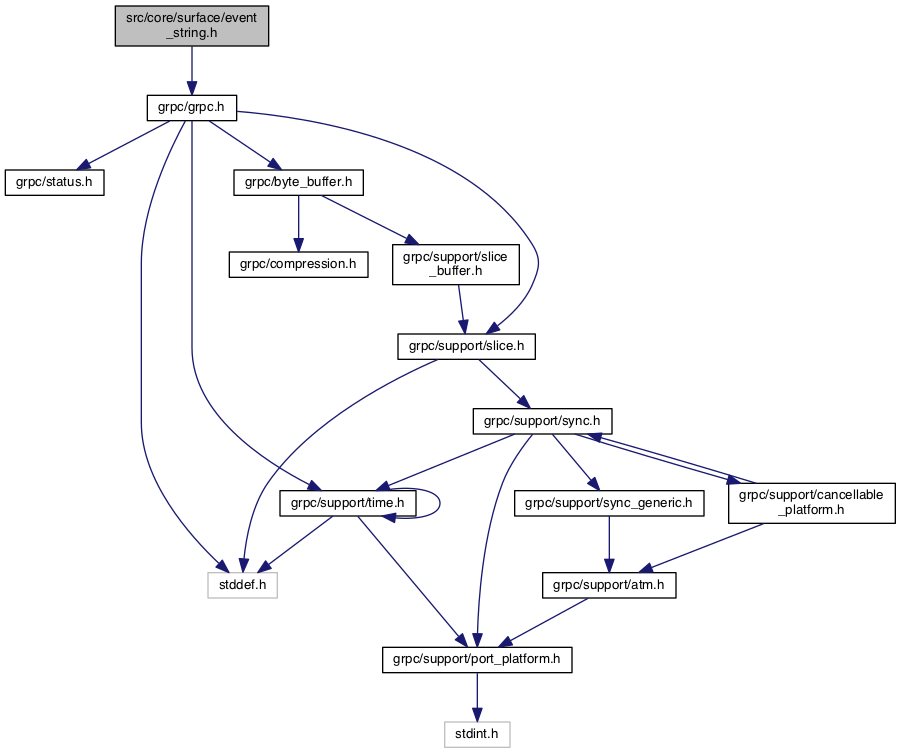 src/core/surface/event
_string.h
grpc/grpc.h
grpc/status.h
grpc/byte_buffer.h
grpc/compression.h
grpc/support/slice
_buffer.h
grpc/support/slice.h
grpc/support/sync.h
grpc/support/time.h
grpc/support/sync_generic.h
grpc/support/cancellable
_platform.h
stddef.h
grpc/support/atm.h
grpc/support/port_platform.h
stdint.h